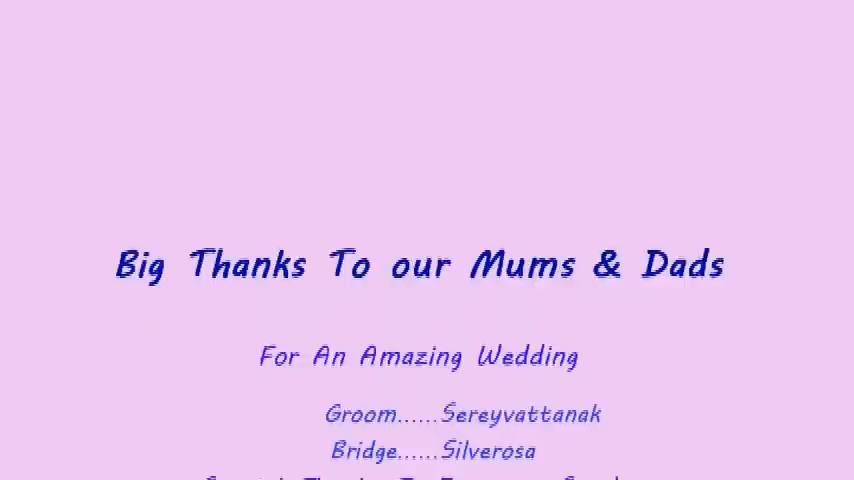 Big Thanks To our Mums & Dads
For An Amazing Wedding
Groom......Sereyvattanak
Bridge......Silverosa